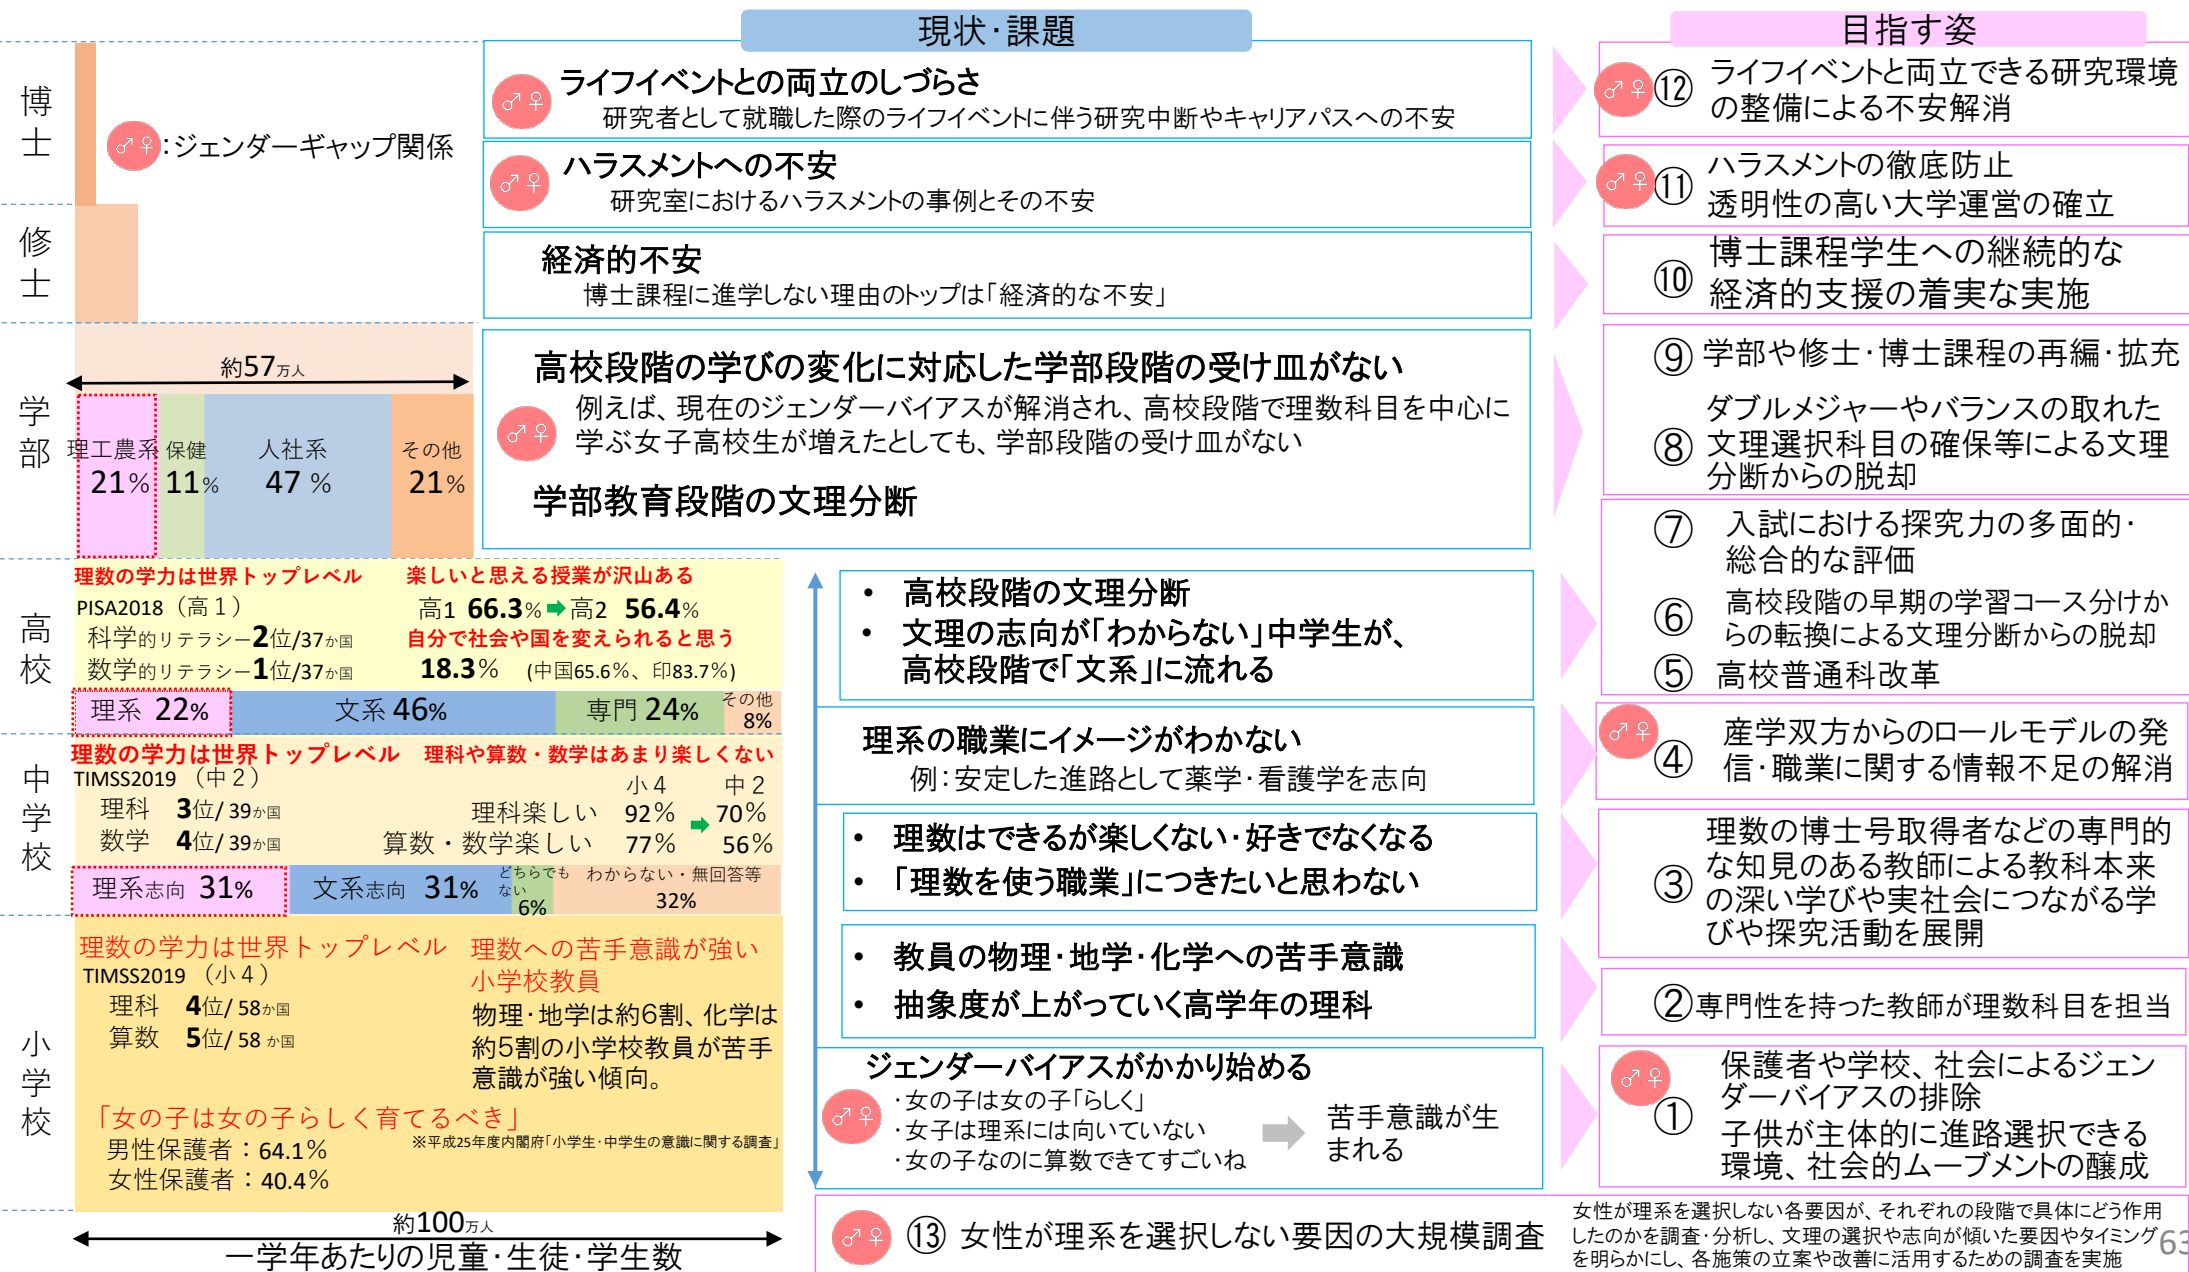 現状・課題
目指す姿
博士
♂♀:ジェンダーギャップ関係
ライフイベントとの両立のしづらさ
研究者として就職した際のライフイベントに伴う研究中断やキャリアパスへの不安
♂♀
⑫ ライフイベントと両立できる研究環境
の整備による不安解消
♂♀
ハラスメントへの不安
研究室におけるハラスメントの事例とその不安
♂♀
⑪ ハラスメントの徹底防止
透明性の高い大学運営の確立
♂♀
修士
経済的不安
博士課程に進学しない理由のトップは「経済的な不安」
⑩ 博士課程学生への継続的な
経済的支援の着実な実施
学部
約57万人
理工農系 21%
保健 11%
人社系 47 %
その他 21%
高校段階の学びの変化に対応した学部段階の受け皿がない
♂♀
例えば、現在のジェンダーバイアスが解消され、高校段階で理数科目を中心に
学ぶ女子高校生が増えたとしても、学部段階の受け皿がない
学部教育段階の文理分断
⑨ 学部や修士・博士課程の再編・拡充
⑧ ダブルメジャーやバランスの取れた
文理選択科目の確保等による文理
分断からの脱却
高校
理数の学力は世界トップレベル
PISA2018（高1）
科学的リテラシー2位/37か国
数学的リテラシー1位/37か国
楽しいと思える授業が沢山ある
高1 66.3% ➡ 高2 56.4%
自分で社会や国を変えられると思う
18.3% (中国65.6%、印83.7%)
理系 22%
文系 46%
専門 24%
その他 8%
• 高校段階の文理分断
• 文理の志向が「わからない」中学生が、
高校段階で「文系」に流れる
⑦ 入試における探究力の多面的・
総合的な評価
⑥ 高校段階の早期の学習コース分けか
らの転換による文理分断からの脱却
⑤ 高校普通科改革
中学校
理数の学力は世界トップレベル
TIMSS2019（中2）
理科 3位/ 39か国
数学 4位/ 39か国
理科や算数・数学はあまり楽しくない
小4 中2
理科楽しい 92% ➡ 70%
算数・数学楽しい 77% 56%
理系志向 31%
文系志向 31%
どちらでも
ない
6%
わからない・無回答等
32%
理系の職業にイメージがわかない
例:安定した進路として薬学・看護学を志向
♂♀
④ 産学双方からのロールモデルの発
信・職業に関する情報不足の解消
• 理数はできるが楽しくない・好きでなくなる
• 「理数を使う職業」につきたいと思わない
③ 理数の博士号取得者などの専門的
な知見のある教師による教科本来
の深い学びや実社会につながる学
びや探究活動を展開
小学校
理数の学力は世界トップレベル
TIMSS2019（小4）
理科 4位/ 58か国
算数 5位/ 58か国
理数への苦手意識が強い
小学校教員
物理・地学は約6割、化学は
約5割の小学校教員が苦手
意識が強い傾向。
「女の子は女の子らしく育てるべき」
男性保護者：64.1%
女性保護者：40.4%
※平成25年度内閣府「小学生・中学生の意識に関する調査」
• 教員の物理・地学・化学への苦手意識
• 抽象度が上がっていく高学年の理科
②専門性を持った教師が理数科目を担当
ジェンダーバイアスがかかり始める
♂♀
・女の子は女の子「らしく」
・女子は理系には向いていない
・女の子なのに算数できてすごいね
苦手意識が生
まれる
♂♀
① 保護者や学校、社会によるジェン
ダーバイアスの排除
子供が主体的に進路選択できる
環境、社会的ムーブメントの醸成
約100万人
一学年あたりの児童・生徒・学生数
♂♀
⑬ 女性が理系を選択しない要因の大規模調査
女性が理系を選択しない各要因が、それぞれの段階で具体にどう作用
したのかを調査・分析し、文理の選択や志向が傾いた要因やタイミング
を明らかにし、各施策の立案や改善に活用するための調査を実施
63